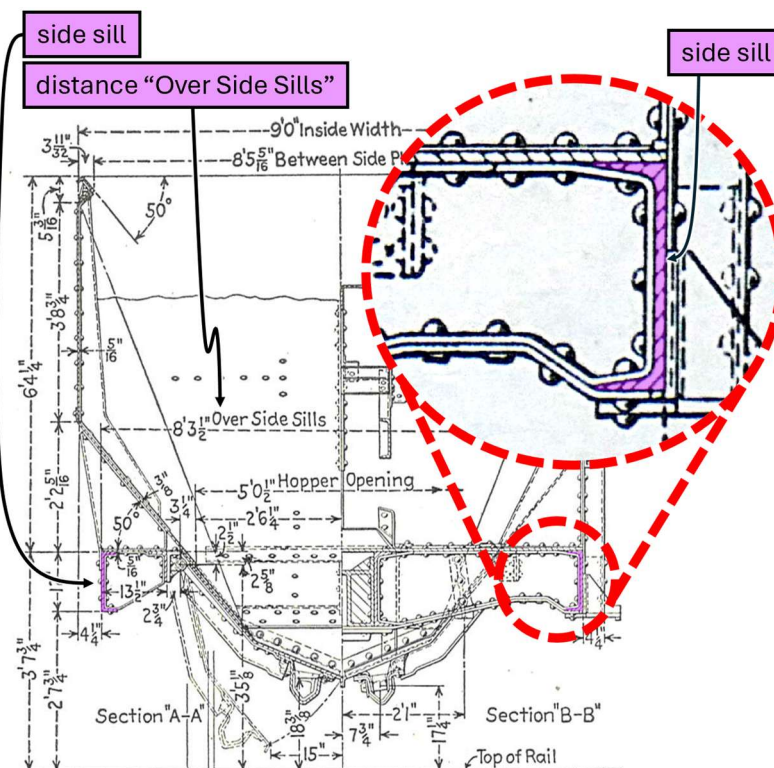 side sill
side sill
distance “Over Side Sills”
9'0" Inside Width
3 11/32"
8'5 5/16" Between Side Pl
50°
5 3/16"
3'8 3/4"
6'4 1/4"
5/16"
Over Side Sills
8'3 1/2"
Hopper Opening
5'0 1/2"
3/8"
3 1/4"
2'6 1/4"
2'2 5/16"
50°
2 1/2"
5/16"
2 5/8"
13 1/2"
2 3/4"
4 1/4"
3'7 3/4"
2'7 3/4"
3'5 1/8"
Section "A-A"
Section "B-B"
18 3/8"
2'1"
7 3/4"
17 1/4"
15"
Top of Rail